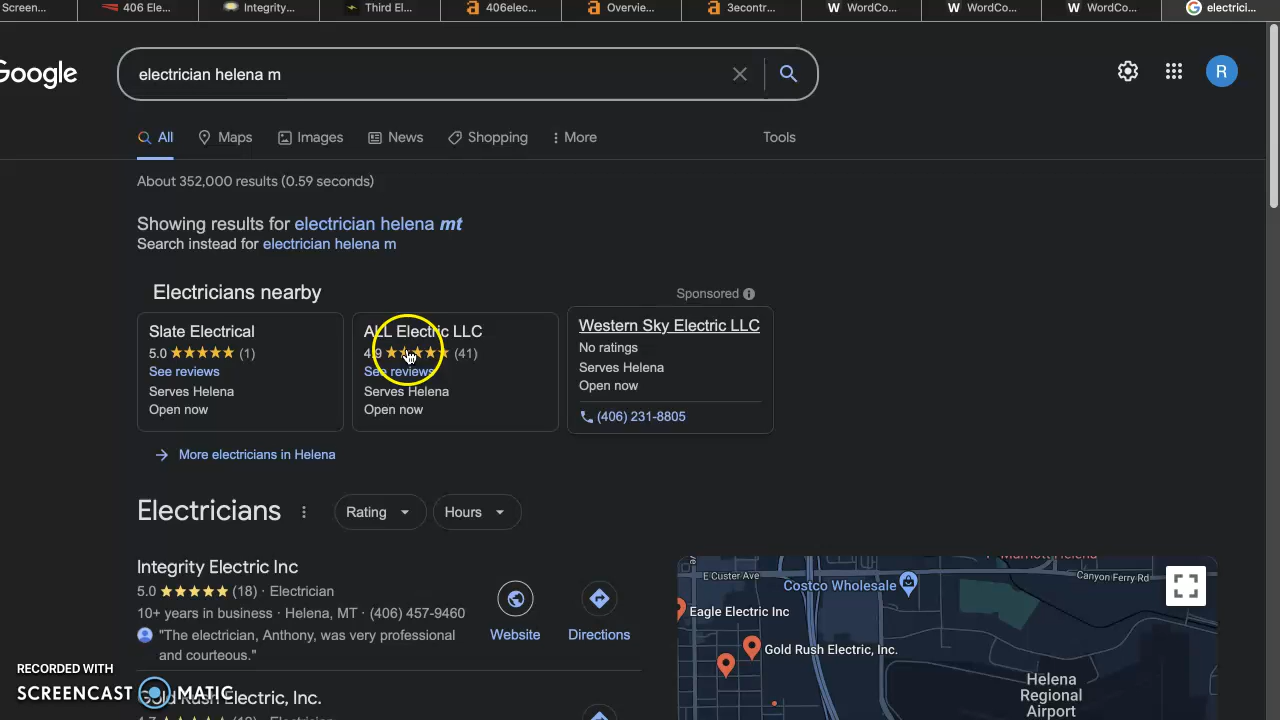 Screen...
406 Ele...
Integrity...
Third El...
406elec...
Overvie...
3econtr...
WordCo...
WordCo...
WordCo...
electrici...
Google
electrician helena m
R
All
Maps
Images
News
Shopping
More
Tools
About 352,000 results (0.59 seconds)
Showing results for electrician helena mt
Search instead for electrician helena m
Electricians nearby
Sponsored
Slate Electrical
5.0 (1)
See reviews
Serves Helena
Open now
ALL Electric LLC
4.9 (41)
See reviews
Serves Helena
Open now
Western Sky Electric LLC
No ratings
Serves Helena
Open now
(406) 231-8805
More electricians in Helena
Electricians
Rating
Hours
Integrity Electric Inc
5.0 (18) · Electrician
10+ years in business · Helena, MT · (406) 457-9460
"The electrician, Anthony, was very professional
and courteous."
Website
Directions
Gold Rush Electric, Inc.
E Custer Ave
Costco Wholesale
Canyon Ferry Rd
Eagle Electric Inc
Gold Rush Electric, Inc.
Helena
Regional
Airport
RECORDED WITH
SCREENCAST MATIC